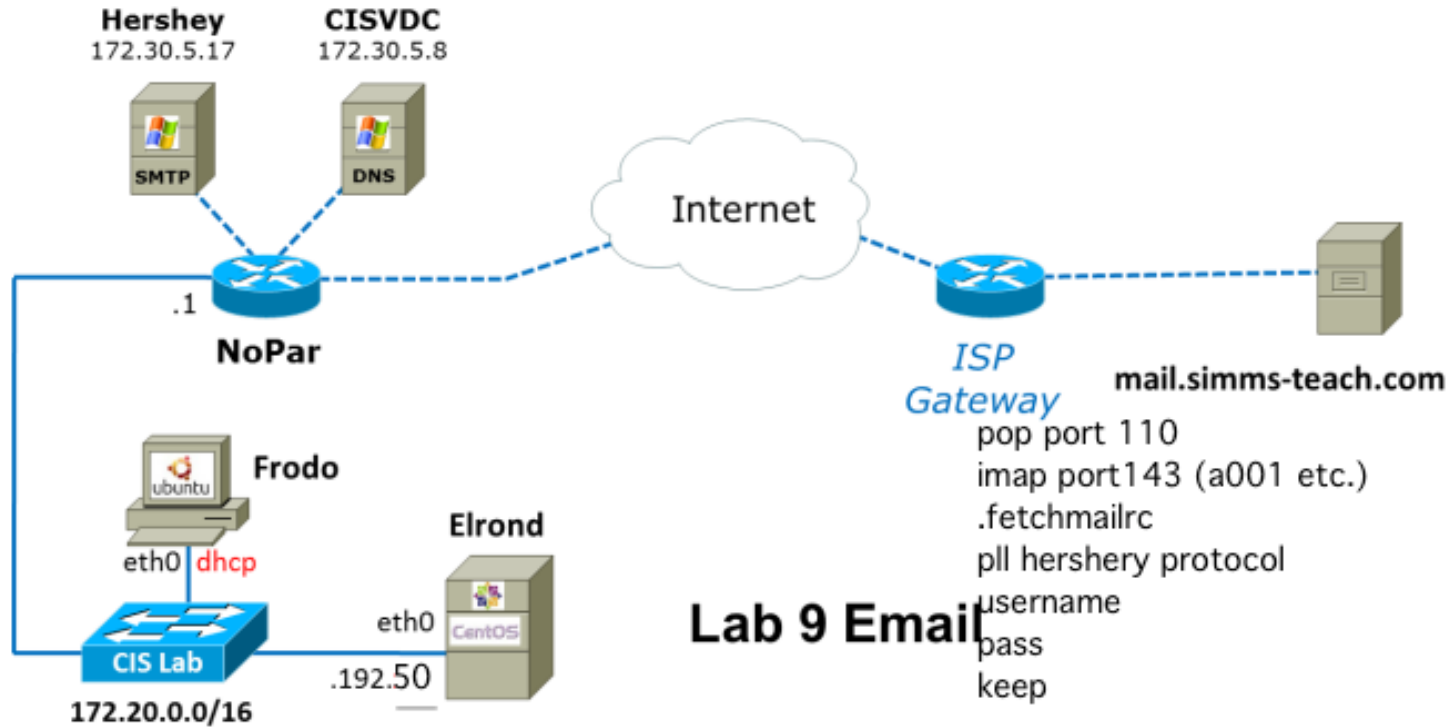 Hershey
172.30.5.17
CISVDC
172.30.5.8
SMTP
DNS
Internet
.1
NoPar
ISP
Gateway
mail.simms-teach.com
pop port 110
imap port143 (a001 etc.)
.fetchmailrc
pll hershery protocol
username
pass
keep
ubuntu
Frodo
eth0 dhcp
Elrond
eth0
CentOS
.192.50
CIS Lab
172.20.0.0/16
Lab 9 Email